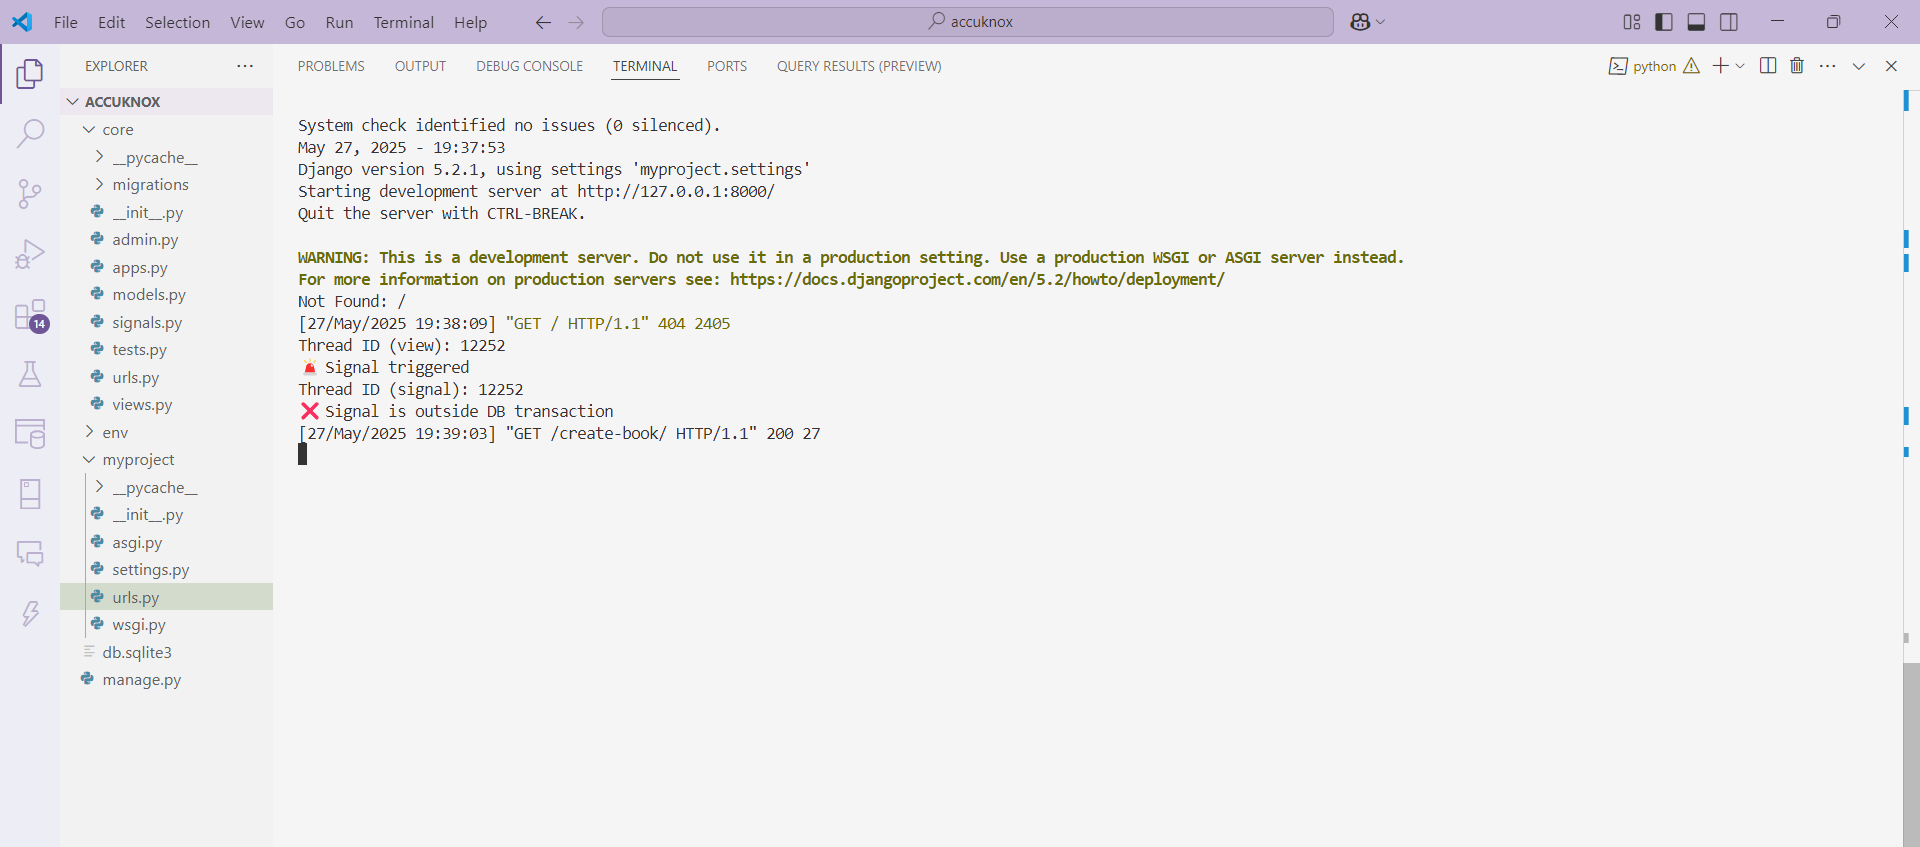 File Edit Selection View Go Run Terminal Help
accuknox
EXPLORER
PROBLEMS OUTPUT DEBUG CONSOLE TERMINAL PORTS QUERY RESULTS (PREVIEW)
python
ACCUKNOX
core
__pycache__
migrations
__init__.py
admin.py
apps.py
models.py
signals.py
tests.py
urls.py
views.py
env
myproject
__pycache__
__init__.py
asgi.py
settings.py
urls.py
wsgi.py
db.sqlite3
manage.py
14
System check identified no issues (0 silenced).
May 27, 2025 - 19:37:53
Django version 5.2.1, using settings 'myproject.settings'
Starting development server at http://127.0.0.1:8000/
Quit the server with CTRL-BREAK.
WARNING: This is a development server. Do not use it in a production setting. Use a production WSGI or ASGI server instead.
For more information on production servers see: https://docs.djangoproject.com/en/5.2/howto/deployment/
Not Found: /
[27/May/2025 19:38:09] "GET / HTTP/1.1" 404 2405
Thread ID (view): 12252
🚨 Signal triggered
Thread ID (signal): 12252
❌ Signal is outside DB transaction
[27/May/2025 19:39:03] "GET /create-book/ HTTP/1.1" 200 27